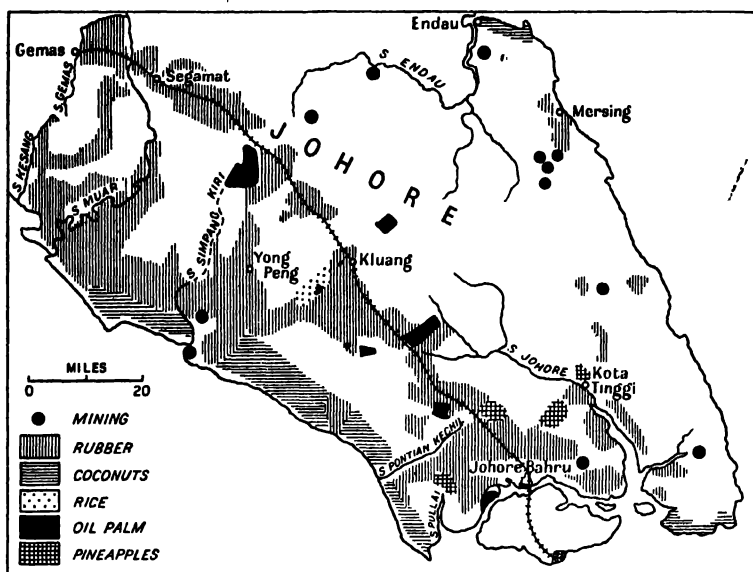 Endau
Gemas
S. GEMAS
Segamat
S ENDAU
Mersing
S KESANG
JOHORE
S. MUAR
S. SIMPANG KIRI
Yong
Peng
Kluang
S. JOHORE
Kota
Tinggi
MILES
0 20
MINING
RUBBER
COCONUTS
RICE
OIL PALM
PINEAPPLES
S PONTIAN KECHIL
Johore Bahru
S. PULLAI